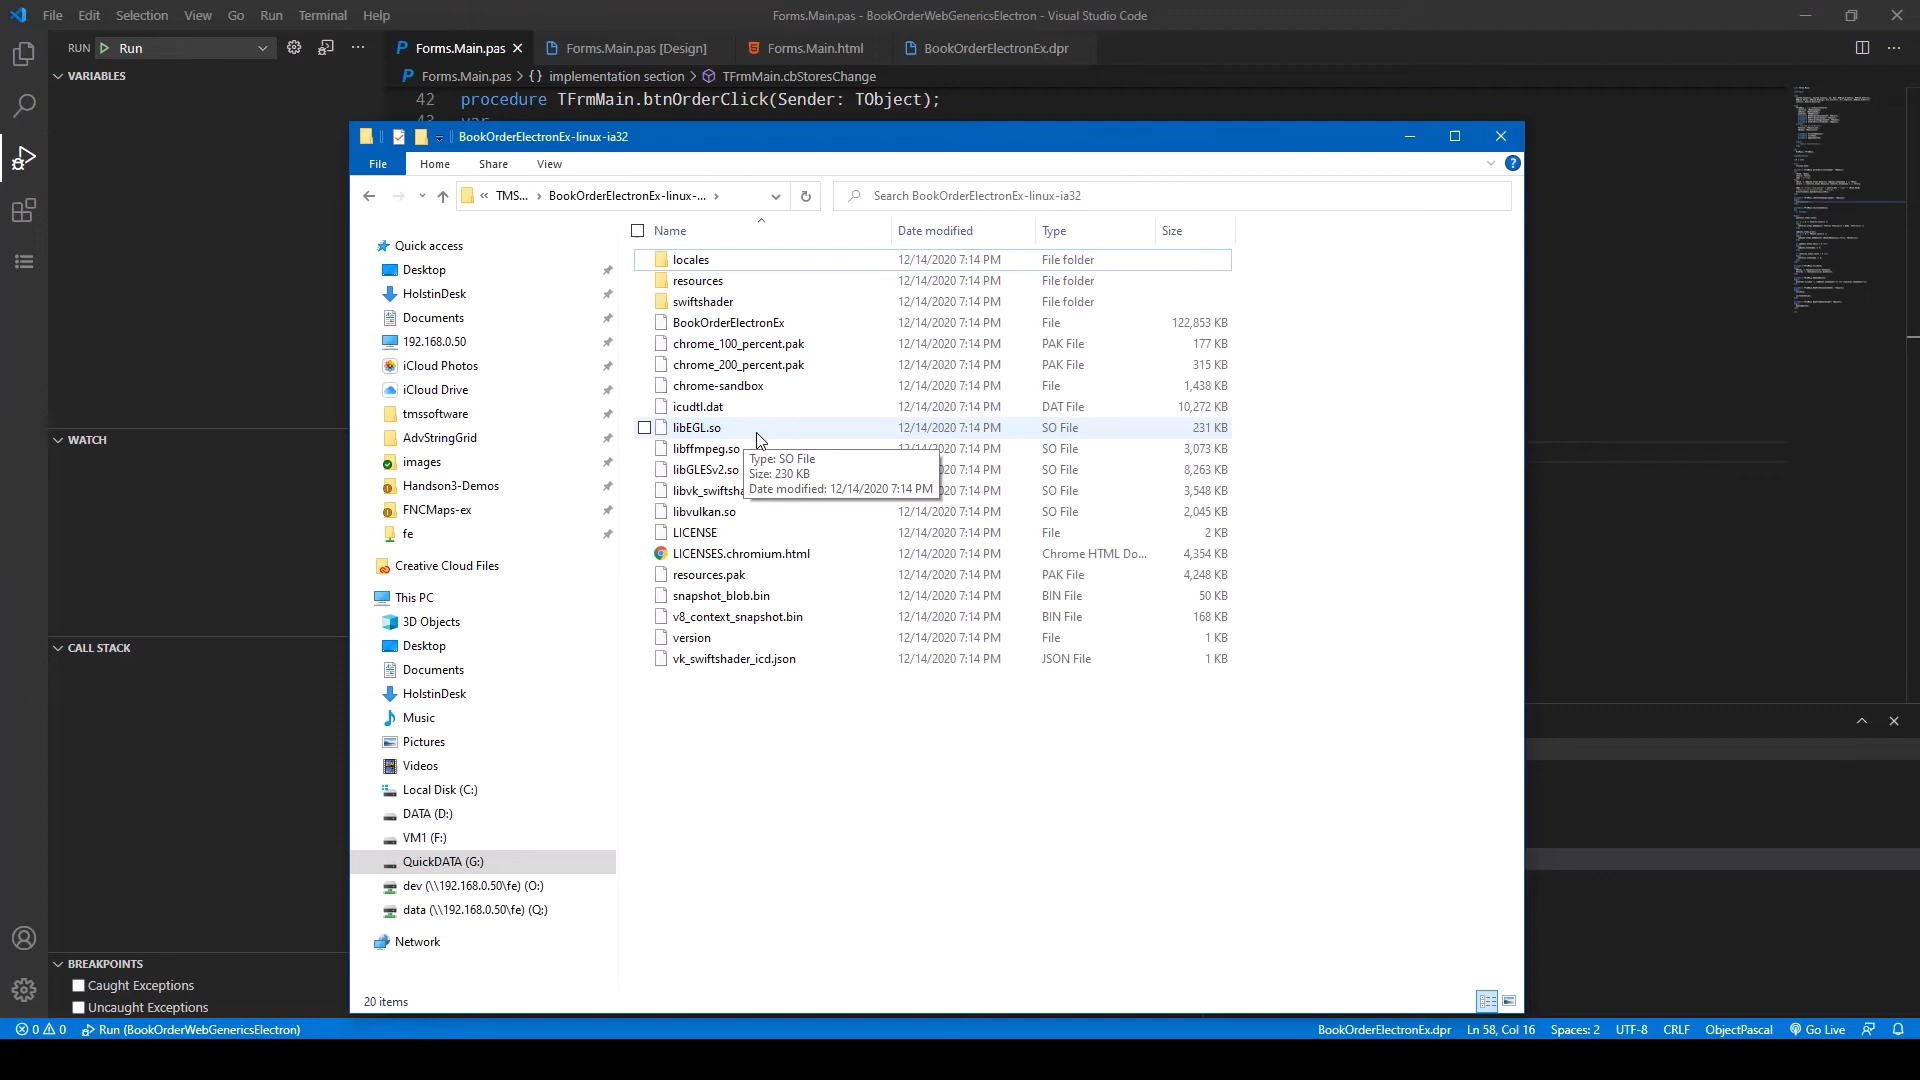 File Edit Selection View Go Run Terminal Help
Forms.Main.pas - BookOrderWebGenericsElectron - Visual Studio Code
RUN Run
Forms.Main.pas
Forms.Main.pas [Design]
Forms.Main.html
BookOrderElectronEx.dpr
VARIABLES
Forms.Main.pas > {} implementation section > TFrmMain.cbStoresChange
42 procedure TFrmMain.btnOrderClick(Sender: TObject);
BookOrderElectronEx-linux-ia32
File Home Share View
« TMS... > BookOrderElectronEx-linux-... >
Search BookOrderElectronEx-linux-ia32
Name Date modified Type Size
locales 12/14/2020 7:14 PM File folder
resources 12/14/2020 7:14 PM File folder
swiftshader 12/14/2020 7:14 PM File folder
BookOrderElectronEx 12/14/2020 7:14 PM File 122,853 KB
chrome_100_percent.pak 12/14/2020 7:14 PM PAK File 177 KB
chrome_200_percent.pak 12/14/2020 7:14 PM PAK File 315 KB
chrome-sandbox 12/14/2020 7:14 PM File 1,438 KB
icudtl.dat 12/14/2020 7:14 PM DAT File 10,272 KB
libEGL.so 12/14/2020 7:14 PM SO File 231 KB
libffmpeg.so SO File 3,073 KB
libGLESv2.so 020 7:14 PM SO File 8,263 KB
libvk_swiftsha 020 7:14 PM SO File 3,548 KB
Type: SO File
Size: 230 KB
Date modified: 12/14/2020 7:14 PM
libvulkan.so 12/14/2020 7:14 PM SO File 2,045 KB
LICENSE 12/14/2020 7:14 PM File 2 KB
LICENSES.chromium.html 12/14/2020 7:14 PM Chrome HTML Do... 4,354 KB
resources.pak 12/14/2020 7:14 PM PAK File 4,248 KB
snapshot_blob.bin 12/14/2020 7:14 PM BIN File 50 KB
v8_context_snapshot.bin 12/14/2020 7:14 PM BIN File 168 KB
version 12/14/2020 7:14 PM File 1 KB
vk_swiftshader_icd.json 12/14/2020 7:14 PM JSON File 1 KB
Quick access
Desktop
HolstinDesk
Documents
192.168.0.50
iCloud Photos
iCloud Drive
tmssoftware
AdvStringGrid
images
Handson3-Demos
FNCMaps-ex
fe
Creative Cloud Files
This PC
3D Objects
Desktop
Documents
HolstinDesk
Music
Pictures
Videos
Local Disk (C:)
DATA (D:)
VM1 (F:)
QuickDATA (G:)
dev (\\192.168.0.50\fe) (O:)
data (\\192.168.0.50\fe) (Q:)
Network
20 items
WATCH
CALL STACK
BREAKPOINTS
Caught Exceptions
Uncaught Exceptions
0 0 Run (BookOrderWebGenericsElectron)
BookOrderElectronEx.dpr Ln 58, Col 16 Spaces: 2 UTF-8 CRLF ObjectPascal Go Live